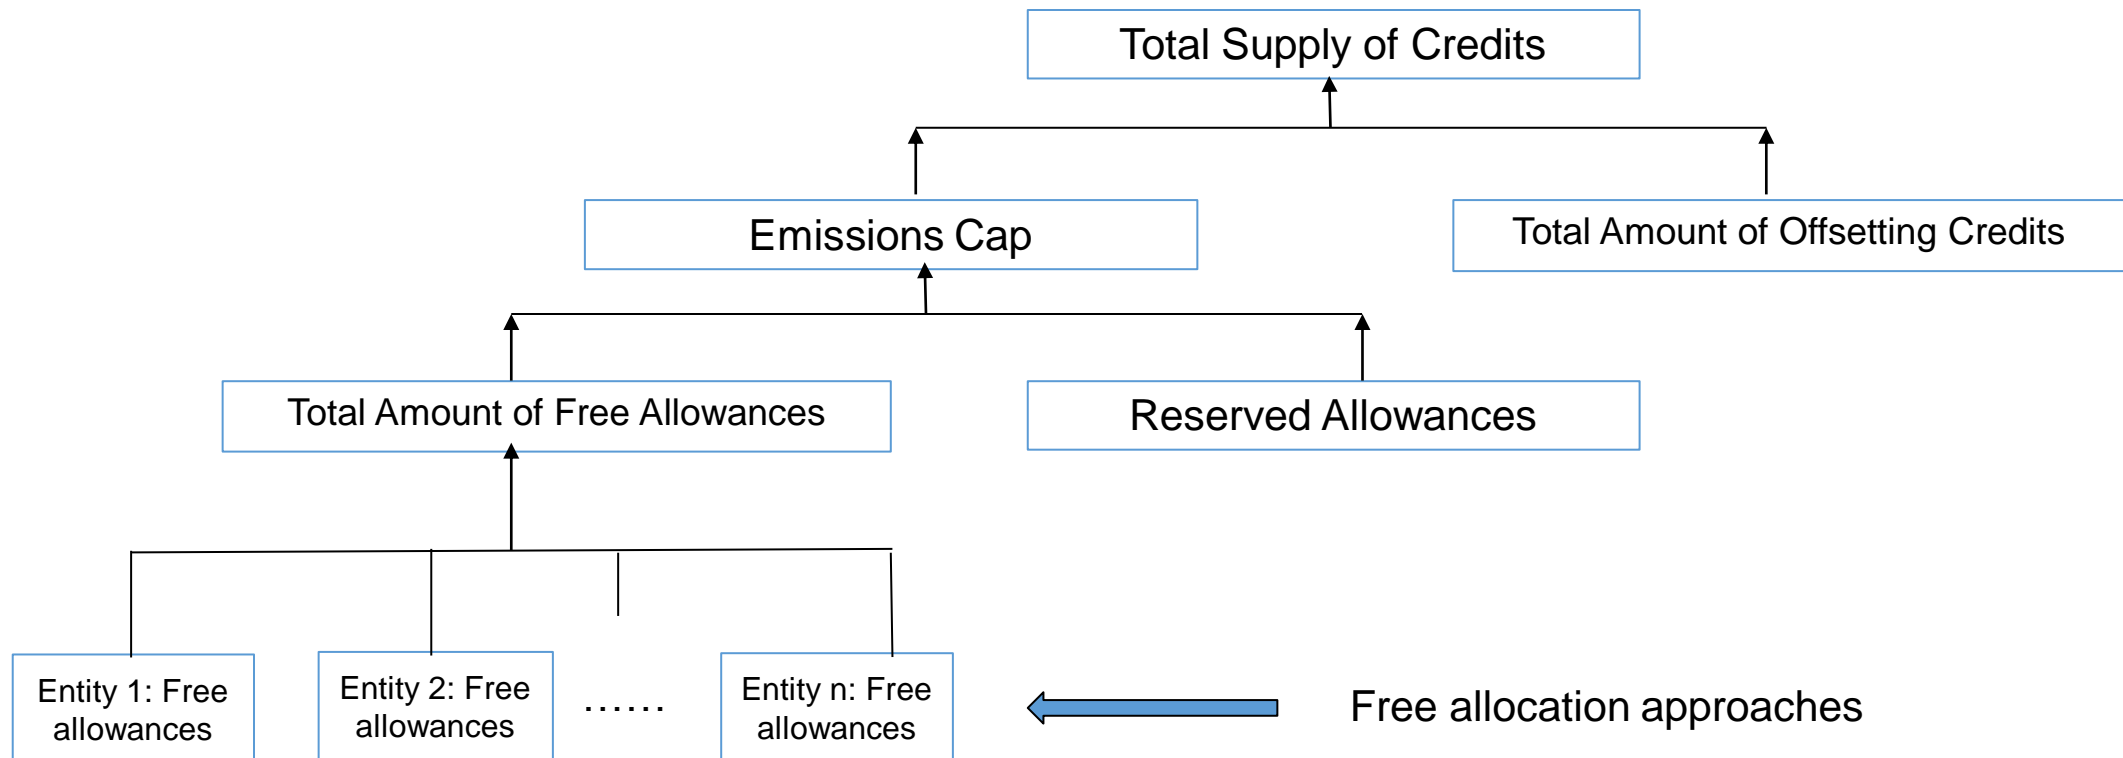 Total Supply of Credits
Emissions Cap
Total Amount of Offsetting Credits
Total Amount of Free Allowances
Reserved Allowances
Entity 1: Free
allowances
Entity 2: Free
allowances
......
Entity n: Free
allowances
Free allocation approaches